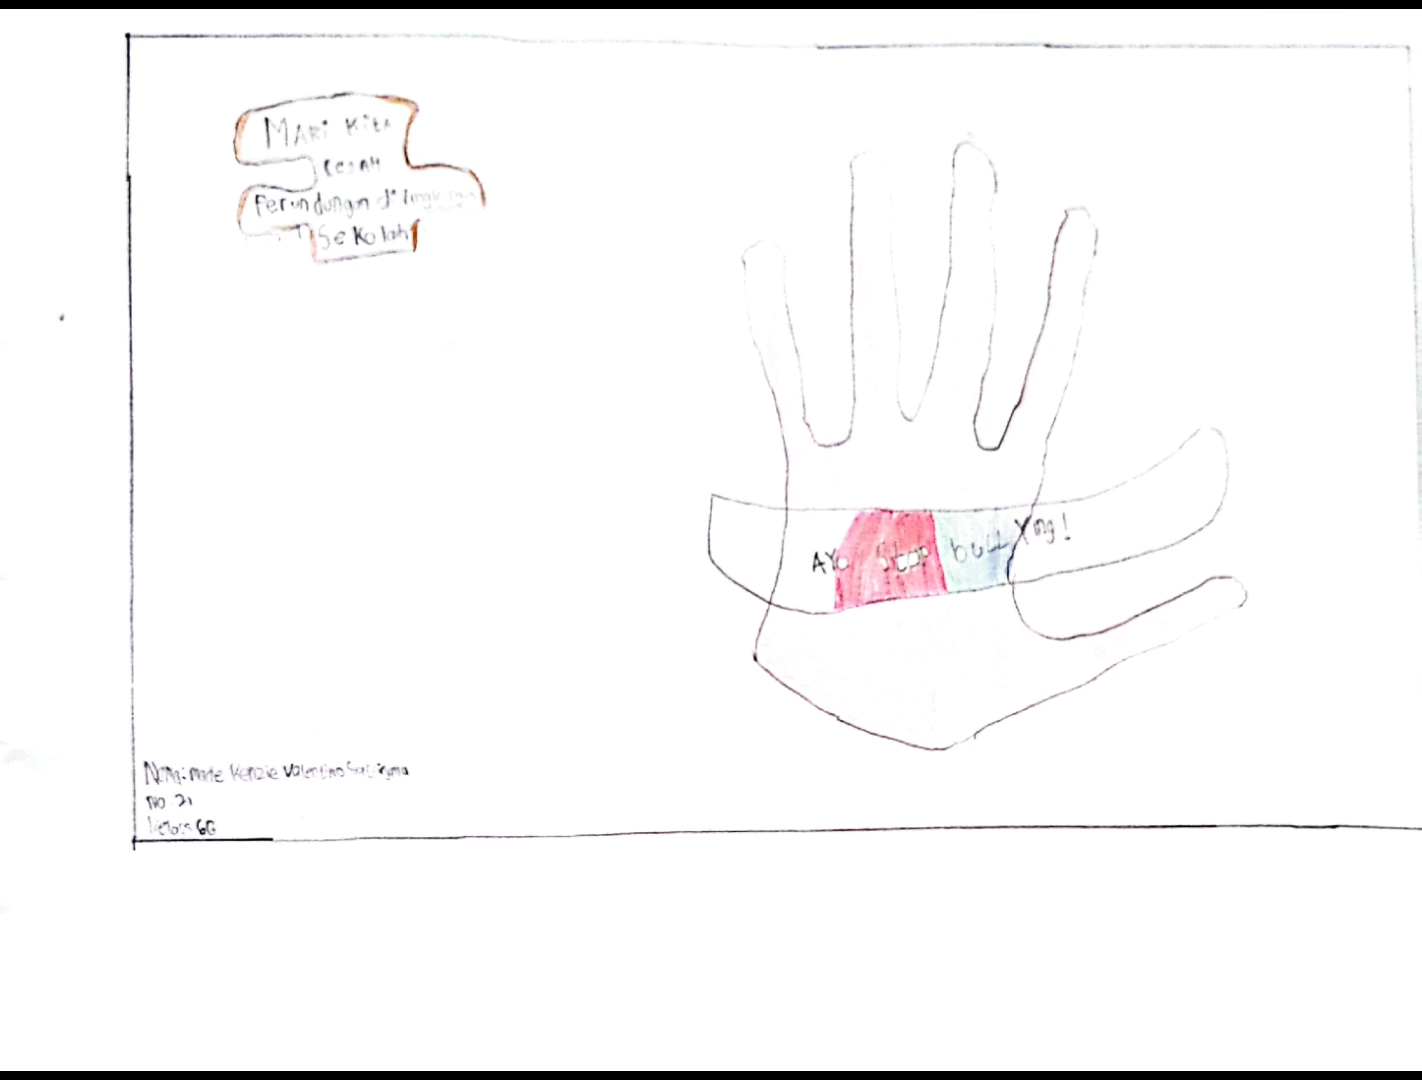 MARi KitA
CegAH
Perundungan di lingkungan
Sekolah
AYo Stop buLLYing!
Nama: Made Kenzie Valentino
No. 21
Kelas: 6G